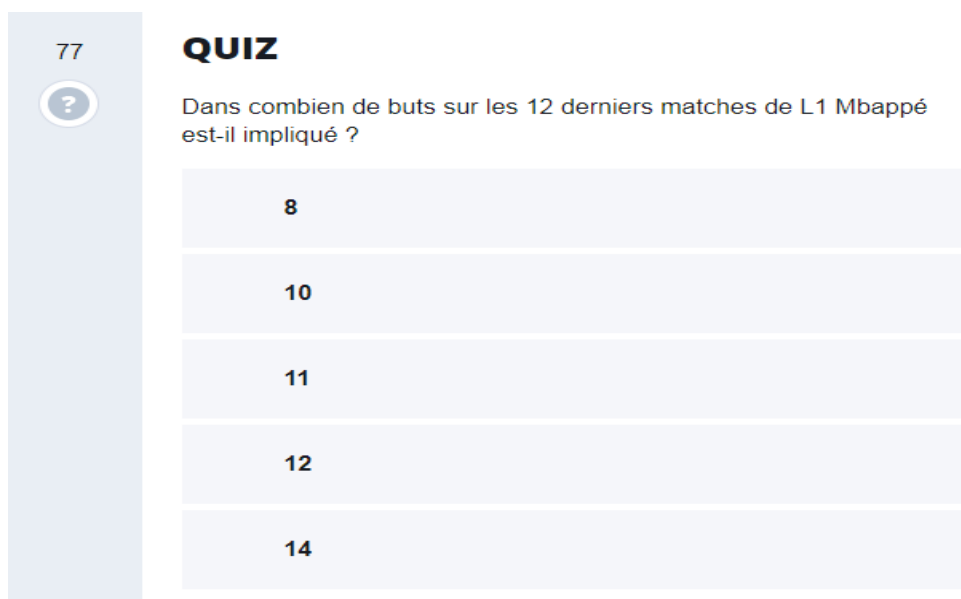 77
QUIZ
?
Dans combien de buts sur les 12 derniers matches de L1 Mbappé
est-il impliqué ?
8
10
11
12
14